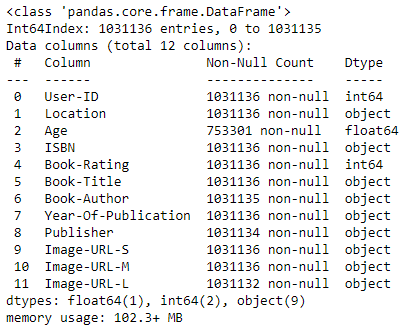 <class 'pandas.core.frame.DataFrame'>
Int64Index: 1031136 entries, 0 to 1031135
Data columns (total 12 columns):
 #   Column               Non-Null Count    Dtype
---  ------               --------------    -----
 0   User-ID              1031136 non-null  int64
 1   Location             1031136 non-null  object
 2   Age                  753301 non-null   float64
 3   ISBN                 1031136 non-null  object
 4   Book-Rating          1031136 non-null  int64
 5   Book-Title           1031136 non-null  object
 6   Book-Author          1031135 non-null  object
 7   Year-Of-Publication  1031136 non-null  object
 8   Publisher            1031134 non-null  object
 9   Image-URL-S          1031136 non-null  object
 10  Image-URL-M          1031136 non-null  object
 11  Image-URL-L          1031132 non-null  object
dtypes: float64(1), int64(2), object(9)
memory usage: 102.3+ MB